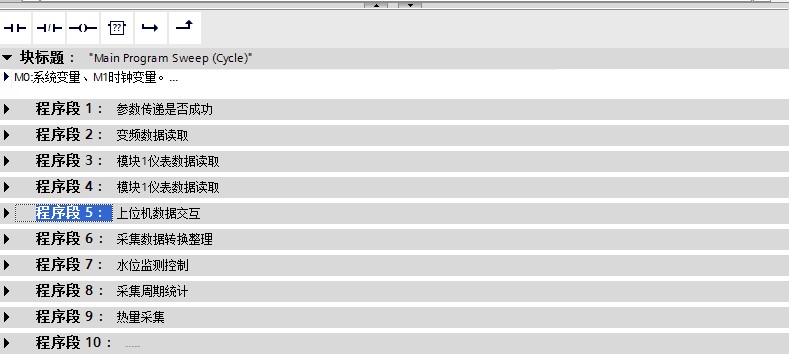 ??
块标题： "Main Program Sweep (Cycle)"
M0:系统变量、M1时钟变量。...
程序段 1： 参数传递是否成功
程序段 2： 变频数据读取
程序段 3： 模块1仪表数据读取
程序段 4： 模块1仪表数据读取
程序段 5： 上位机数据交互
程序段 6： 采集数据转换整理
程序段 7： 水位监测控制
程序段 8： 采集周期统计
程序段 9： 热量采集
程序段 10： ......